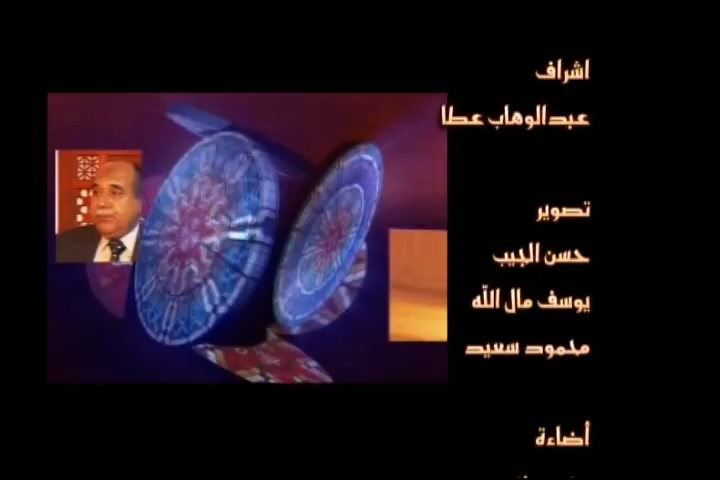 اشراف
عبدالوهاب عطا
تصوير
حسن الجيب
يوسف مال الله
محمود سعيد
أضاءة